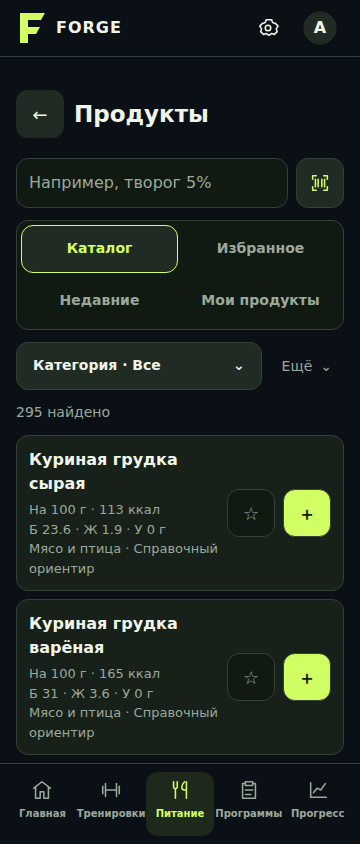 FORGE
A
← Продукты
Например, творог 5%
Каталог Избранное
Недавние Мои продукты
Категория · Все ⌄ Ещё ⌄
295 найдено
Куриная грудка
сырая
На 100 г · 113 ккал
Б 23.6 · Ж 1.9 · У 0 г
Мясо и птица · Справочный
ориентир
☆ +
Куриная грудка
варёная
На 100 г · 165 ккал
Б 31 · Ж 3.6 · У 0 г
Мясо и птица · Справочный
ориентир
☆ +
Главная Тренировки Питание Программы Прогресс